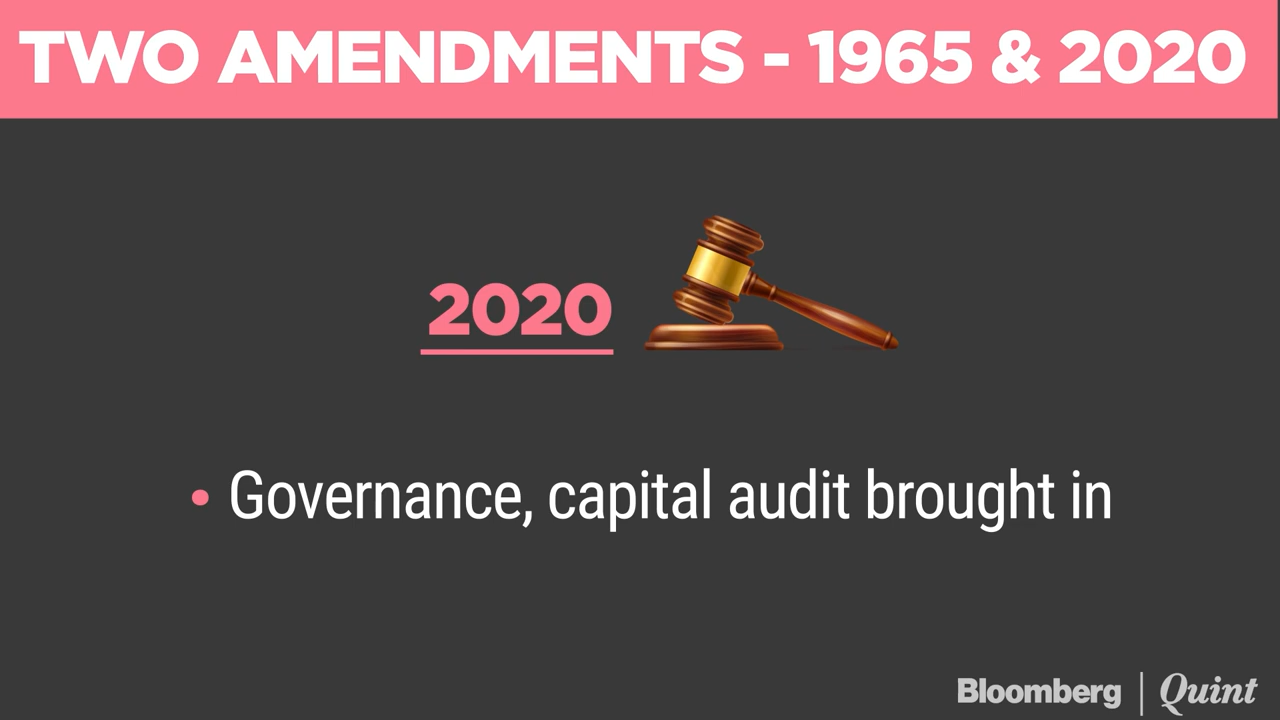 TWO AMENDMENTS - 1965 & 2020
2020
• Governance, capital audit brought in
Bloomberg | Quint